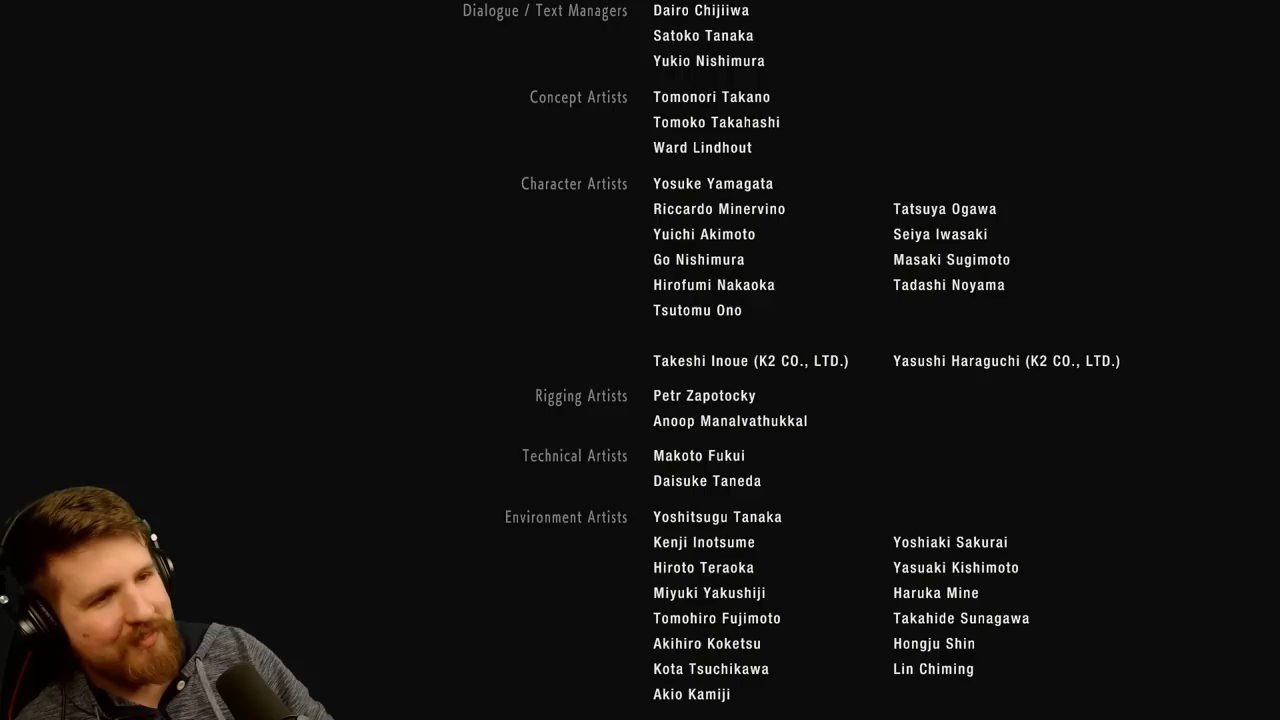 Dialogue / Text Managers Dairo Chijiiwa
Satoko Tanaka
Yukio Nishimura
Concept Artists Tomonori Takano
Tomoko Takahashi
Ward Lindhout
Character Artists Yosuke Yamagata
Riccardo Minervino Tatsuya Ogawa
Yuichi Akimoto Seiya Iwasaki
Go Nishimura Masaki Sugimoto
Hirofumi Nakaoka Tadashi Noyama
Tsutomu Ono
Takeshi Inoue (K2 CO., LTD.) Yasushi Haraguchi (K2 CO., LTD.)
Rigging Artists Petr Zapotocky
Anoop Manalvathukkal
Technical Artists Makoto Fukui
Daisuke Taneda
Environment Artists Yoshitsugu Tanaka
Kenji Inotsume Yoshiaki Sakurai
Hiroto Teraoka Yasuaki Kishimoto
Miyuki Yakushiji Haruka Mine
Tomohiro Fujimoto Takahide Sunagawa
Akihiro Koketsu Hongju Shin
Kota Tsuchikawa Lin Chiming
Akio Kamiji